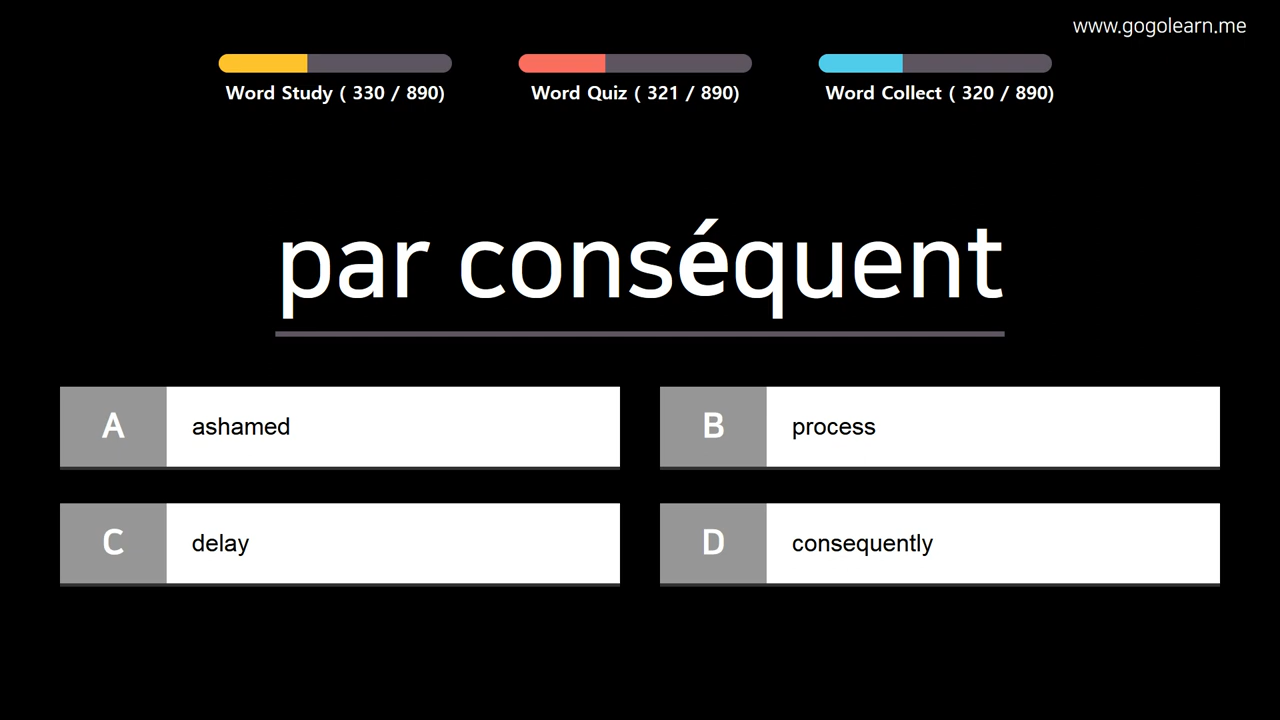 www.gogolearn.me
Word Study ( 330 / 890)
Word Quiz ( 321 / 890)
Word Collect ( 320 / 890)
par conséquent
A ashamed
B process
C delay
D consequently